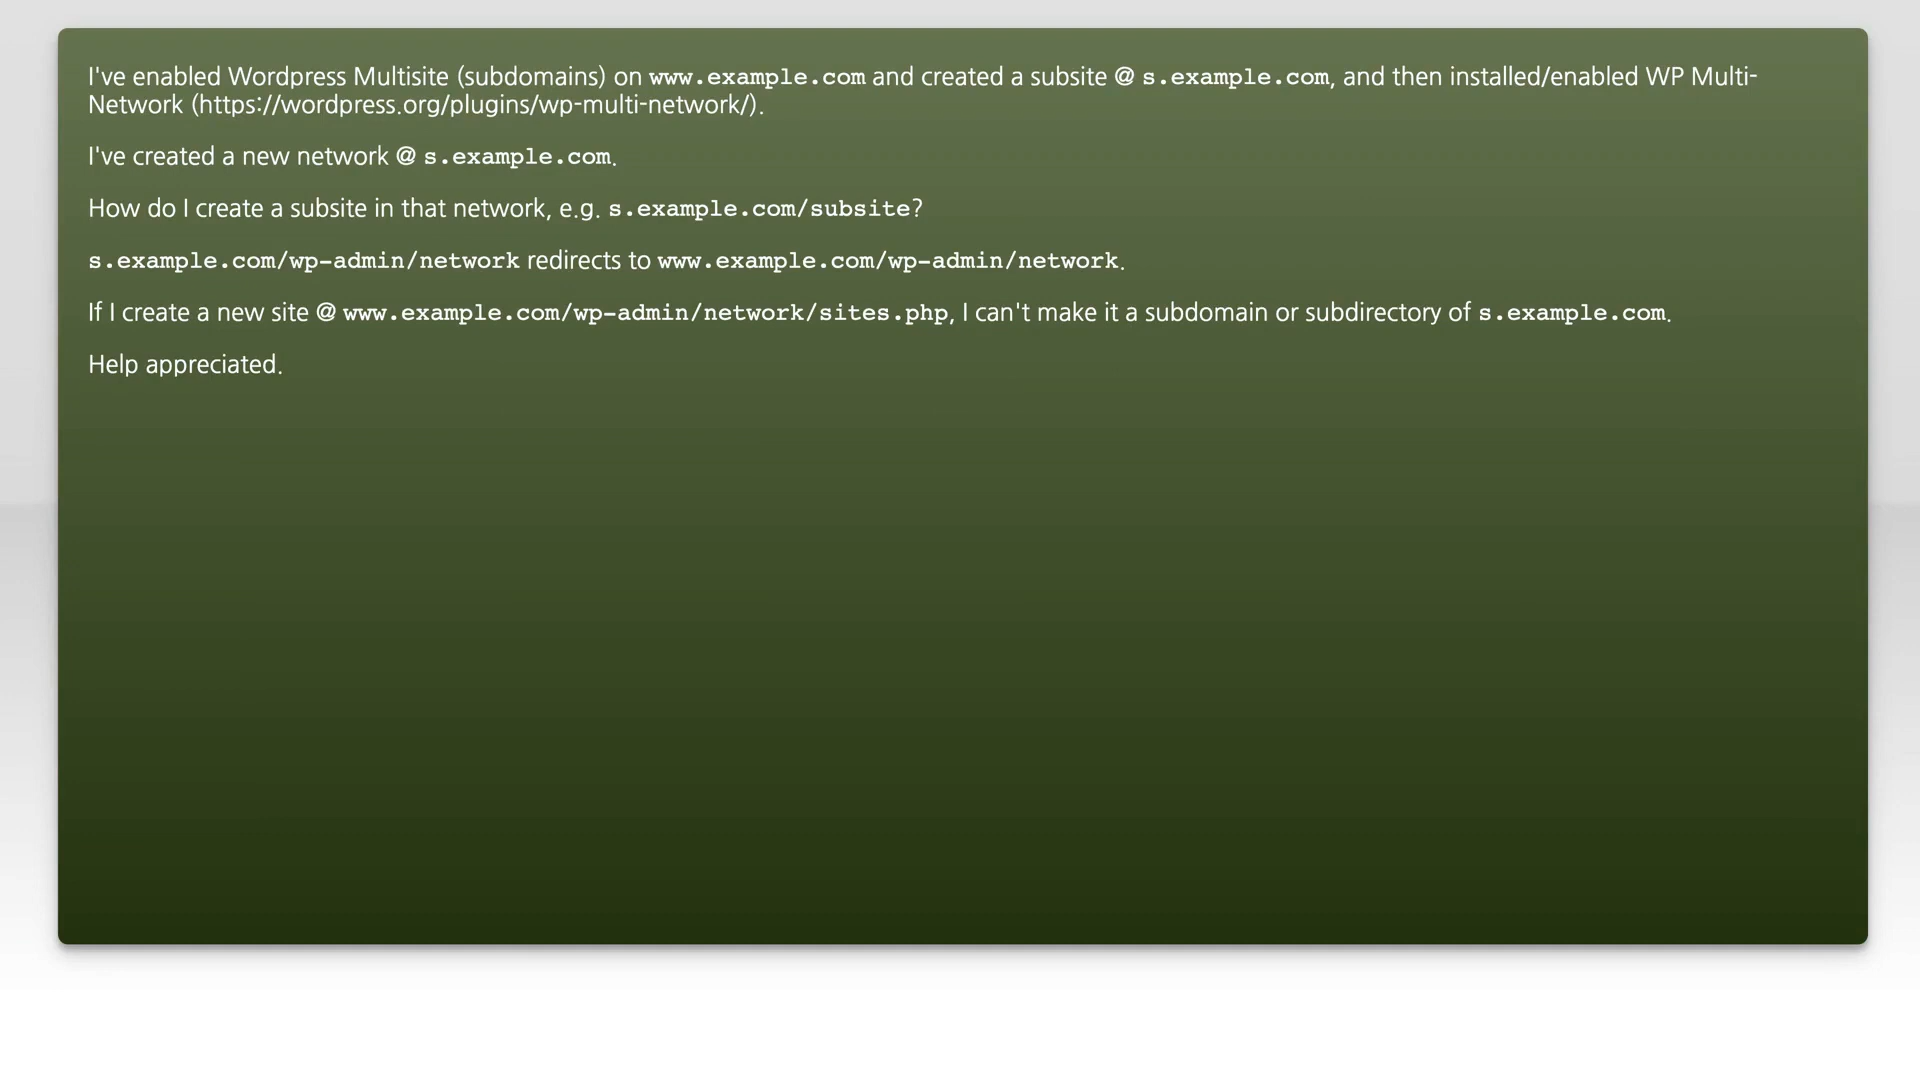 I've enabled Wordpress Multisite (subdomains) on www.example.com and created a subsite @ s.example.com, and then installed/enabled WP Multi-
Network (https://wordpress.org/plugins/wp-multi-network/).
I've created a new network @ s.example.com.
How do I create a subsite in that network, e.g. s.example.com/subsite?
s.example.com/wp-admin/network redirects to www.example.com/wp-admin/network.
If I create a new site @ www.example.com/wp-admin/network/sites.php, I can't make it a subdomain or subdirectory of s.example.com.
Help appreciated.